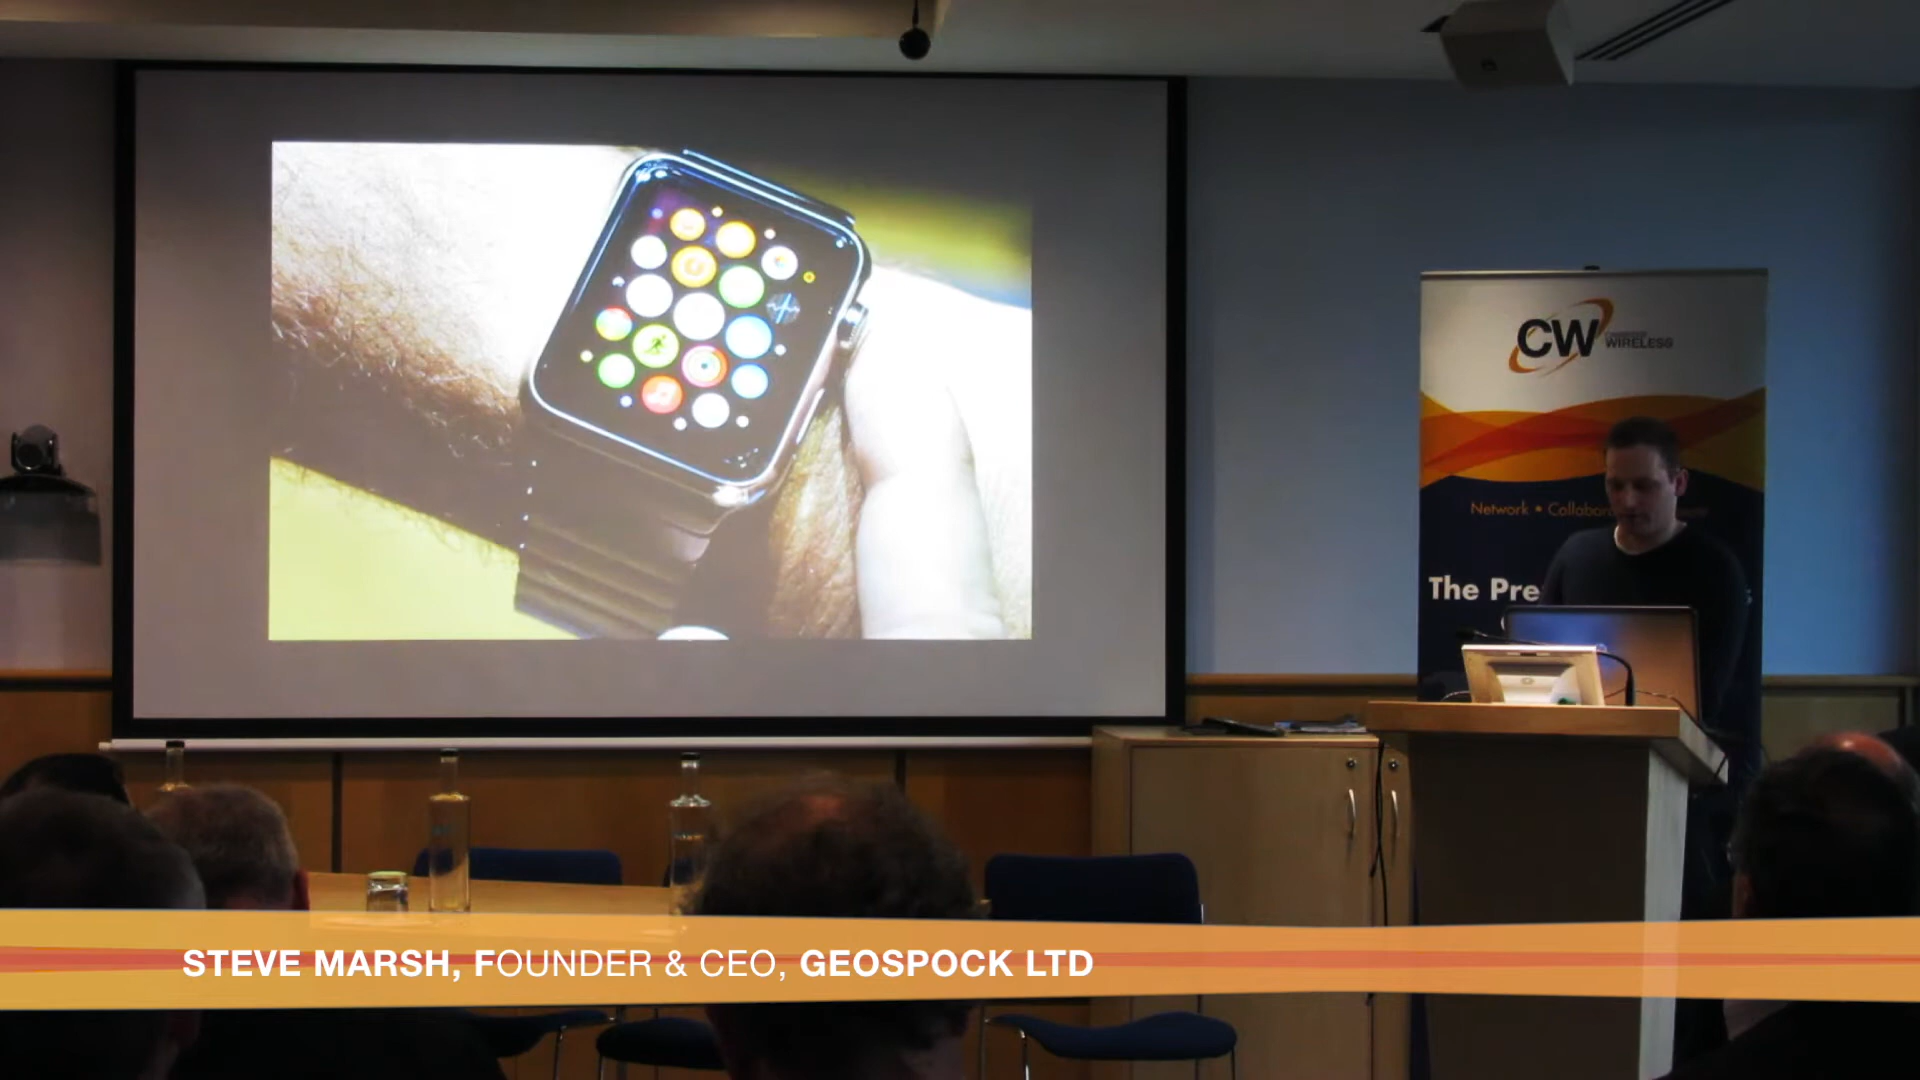 CW
WIRELESS
Network • Collabor
The Pre
STEVE MARSH, FOUNDER & CEO, GEOSPOCK LTD